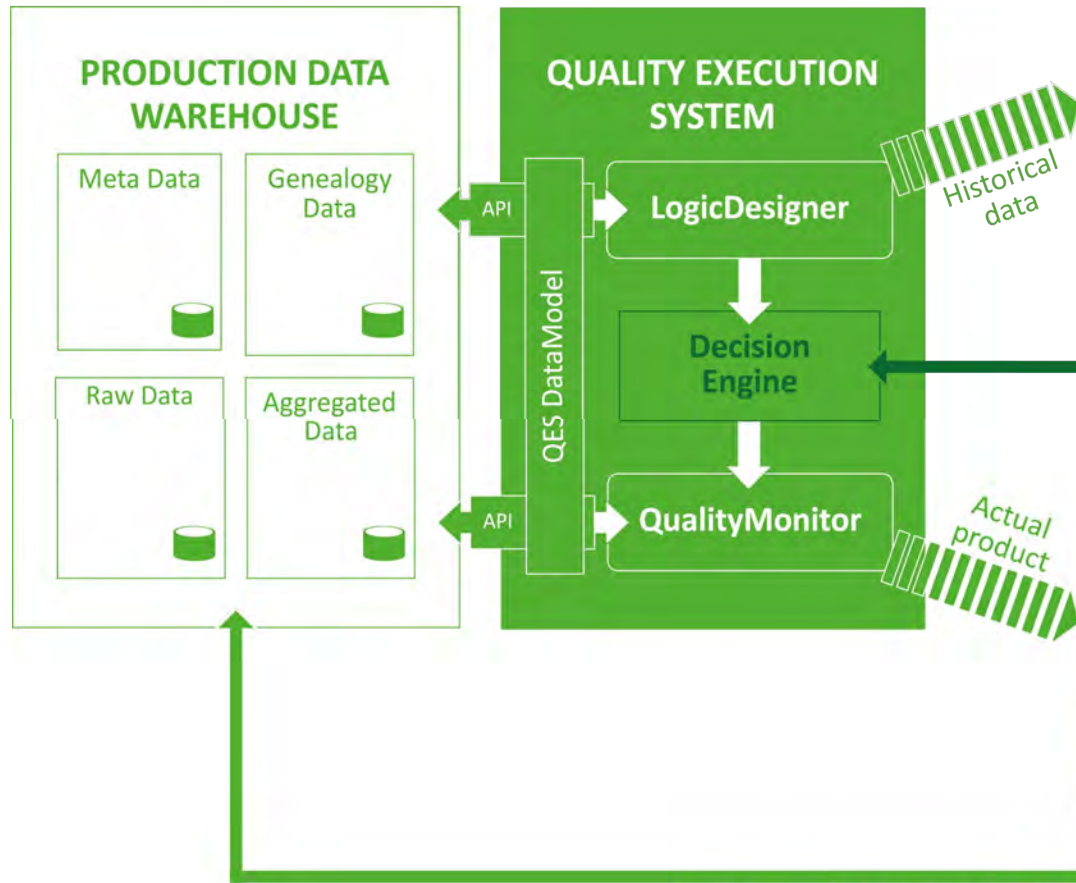 PRODUCTION DATA
WAREHOUSE
Meta Data
Genealogy
Data
Raw Data
Aggregated
Data
API
API
QES DataModel
QUALITY EXECUTION
SYSTEM
LogicDesigner
Decision
Engine
QualityMonitor
Historical
data
Actual
product